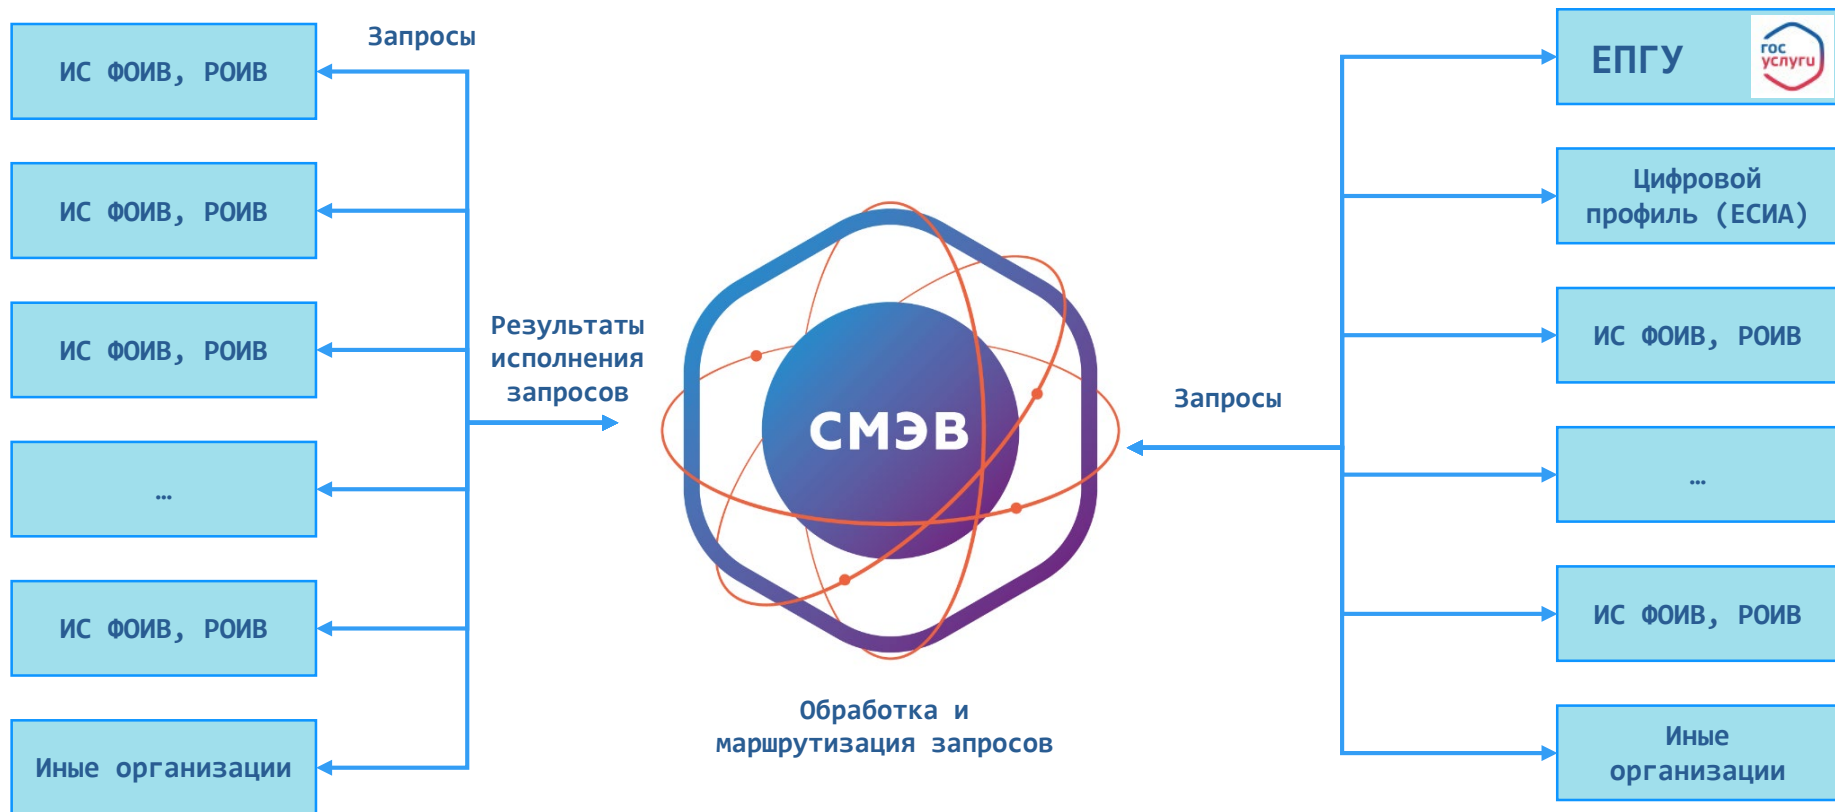 Запросы
ИС ФОИВ, РОИВ
ИС ФОИВ, РОИВ
ИС ФОИВ, РОИВ
…
ИС ФОИВ, РОИВ
Иные организации
Результаты
исполнения
запросов
СМЭВ
Обработка и
маршрутизация запросов
Запросы
ЕПГУ
гос
услуги
Цифровой
профиль (ЕСИА)
ИС ФОИВ, РОИВ
…
ИС ФОИВ, РОИВ
Иные
организации